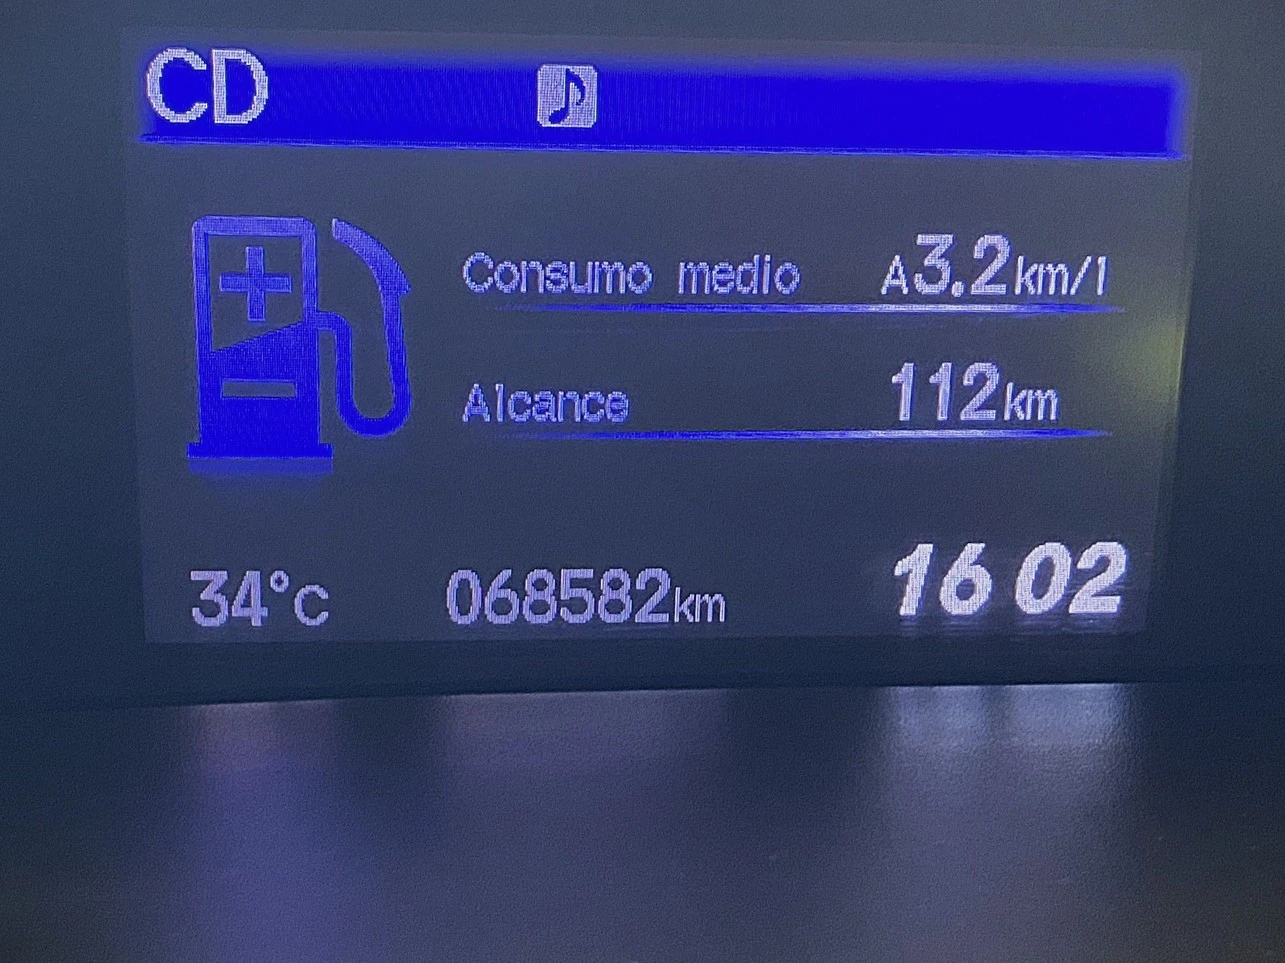 CD
Consumo medio A3.2km/l
Alcance 112km
34°C 068582km 16 02